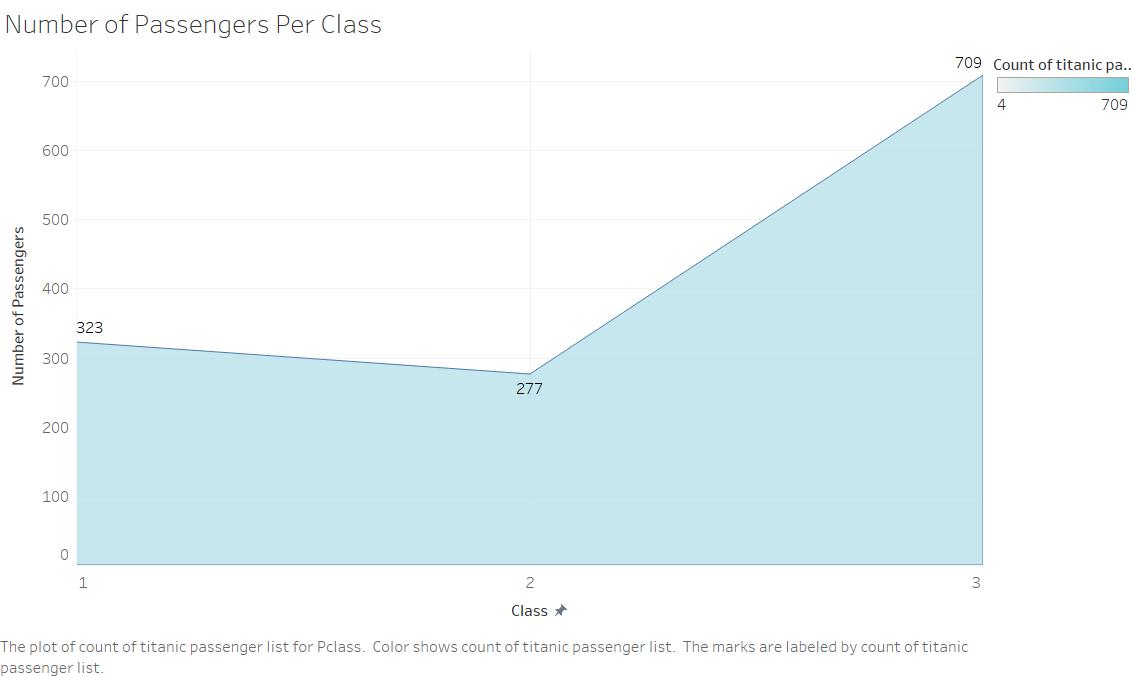 Number of Passengers Per Class
709
Count of titanic pa..
4
709
700
600
500
400
300
200
100
0
Number of Passengers
323
277
1
2
3
Class
The plot of count of titanic passenger list for Pclass.  Color shows count of titanic passenger list.  The marks are labeled by count of titanic
passenger list.